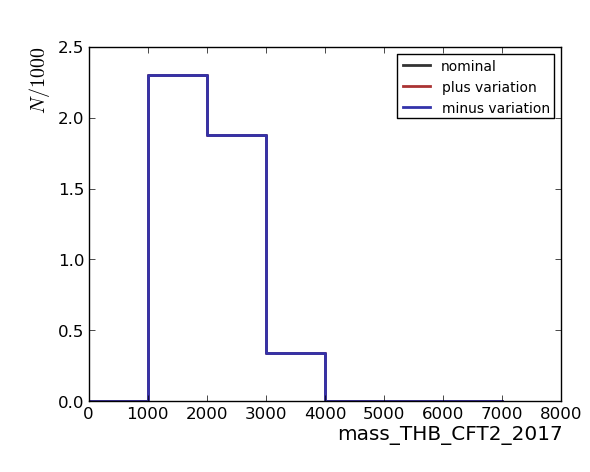 N/1000
2.5
2.0
1.5
1.0
0.5
0.0
nominal
plus variation
minus variation
0 1000 2000 3000 4000 5000 6000 7000 8000
mass_THB_CFT2_2017